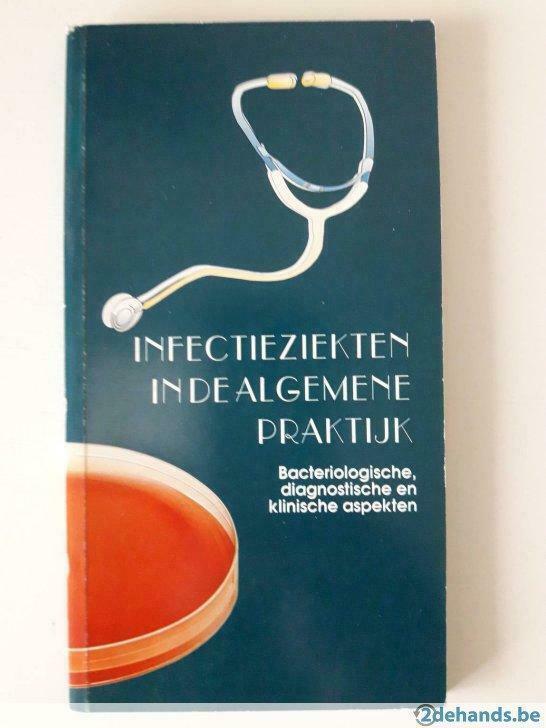 INFECTIEZIEKTEN
IN DE ALGEMENE
PRAKTIJK
Bacteriologische,
diagnostische en
klinische aspekten
2dehands.be